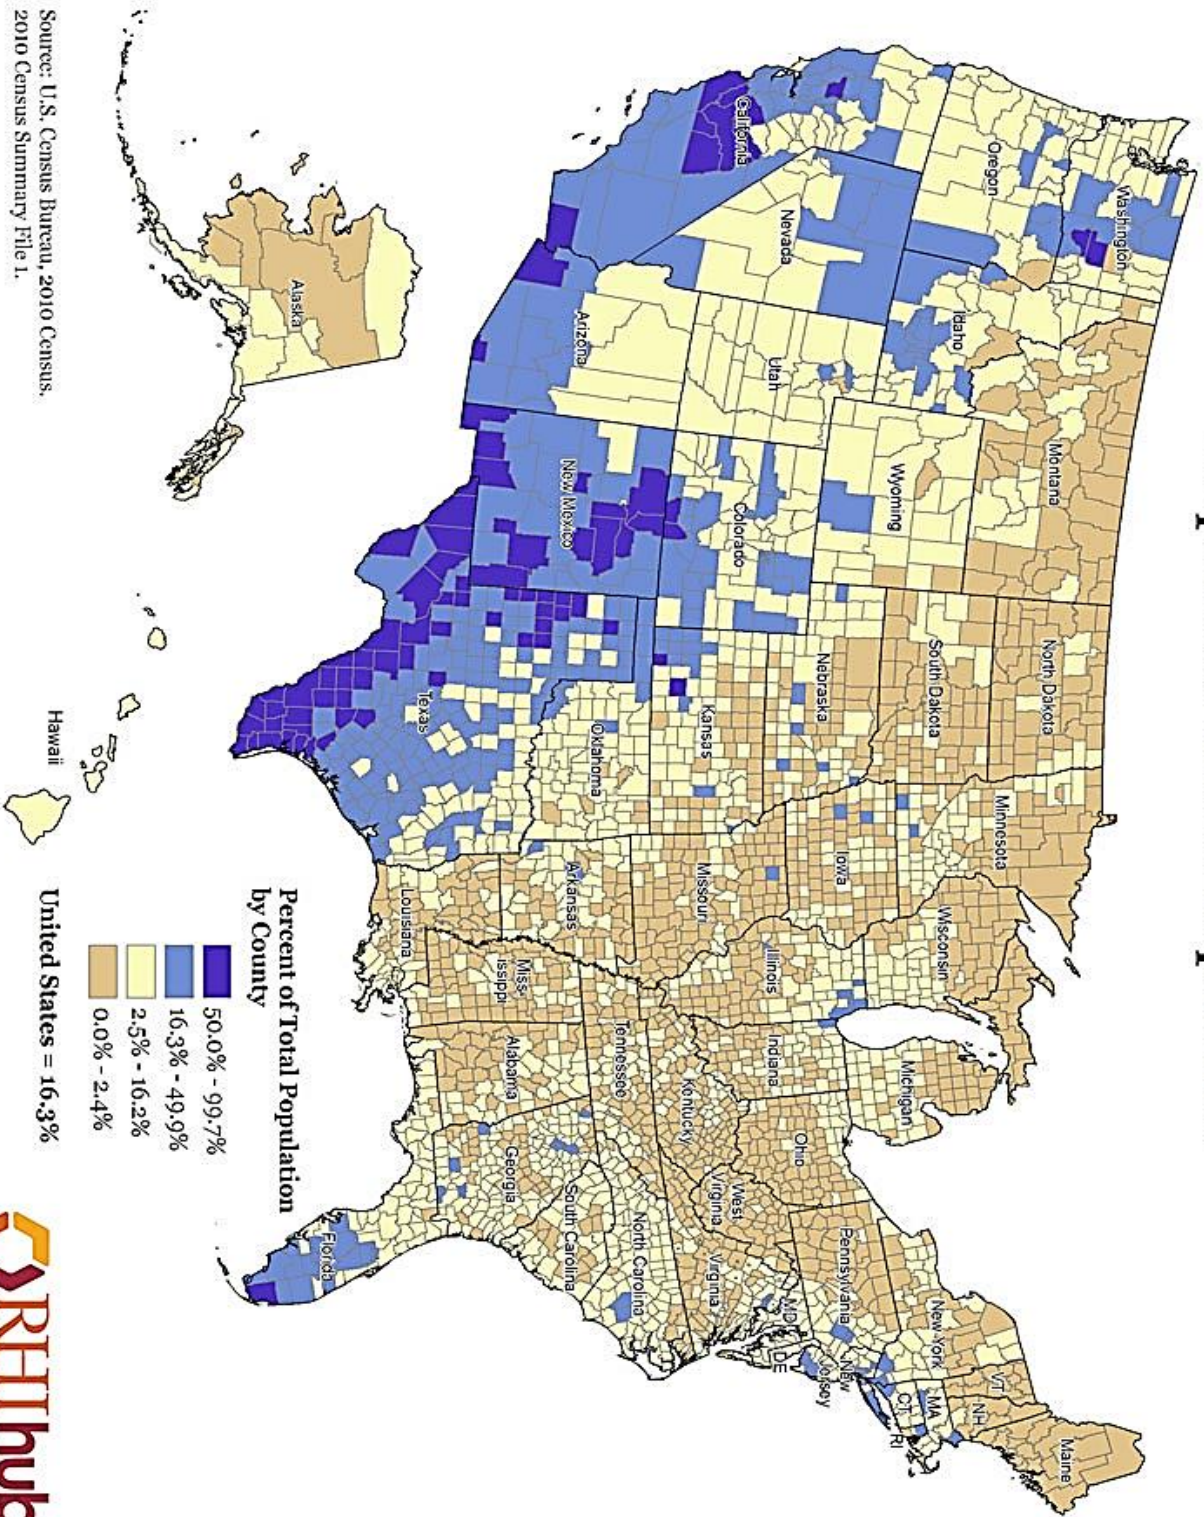 Washington
Oregon
California
Nevada
Idaho
Montana
Wyoming
Utah
Arizona
Colorado
New Mexico
North Dakota
South Dakota
Nebraska
Kansas
Oklahoma
Texas
Minnesota
Iowa
Missouri
Arkansas
Louisiana
Wisconsin
Illinois
Miss-
issippi
Michigan
Indiana
Kentucky
Tennessee
Alabama
Ohio
West
Virginia
Virginia
Georgia
South Carolina
North Carolina
Florida
Pennsylvania
New York
MD
DE
New
Jersey
CT
RI
MA
VT
NH
Maine
Alaska
Hawaii
Percent of Total Population
by County
50.0% - 99.7%
16.3% - 49.9%
2.5% - 16.2%
0.0% - 2.4%
United States = 16.3%
Source: U.S. Census Bureau, 2010 Census.
2010 Census Summary File 1.
RHIhub